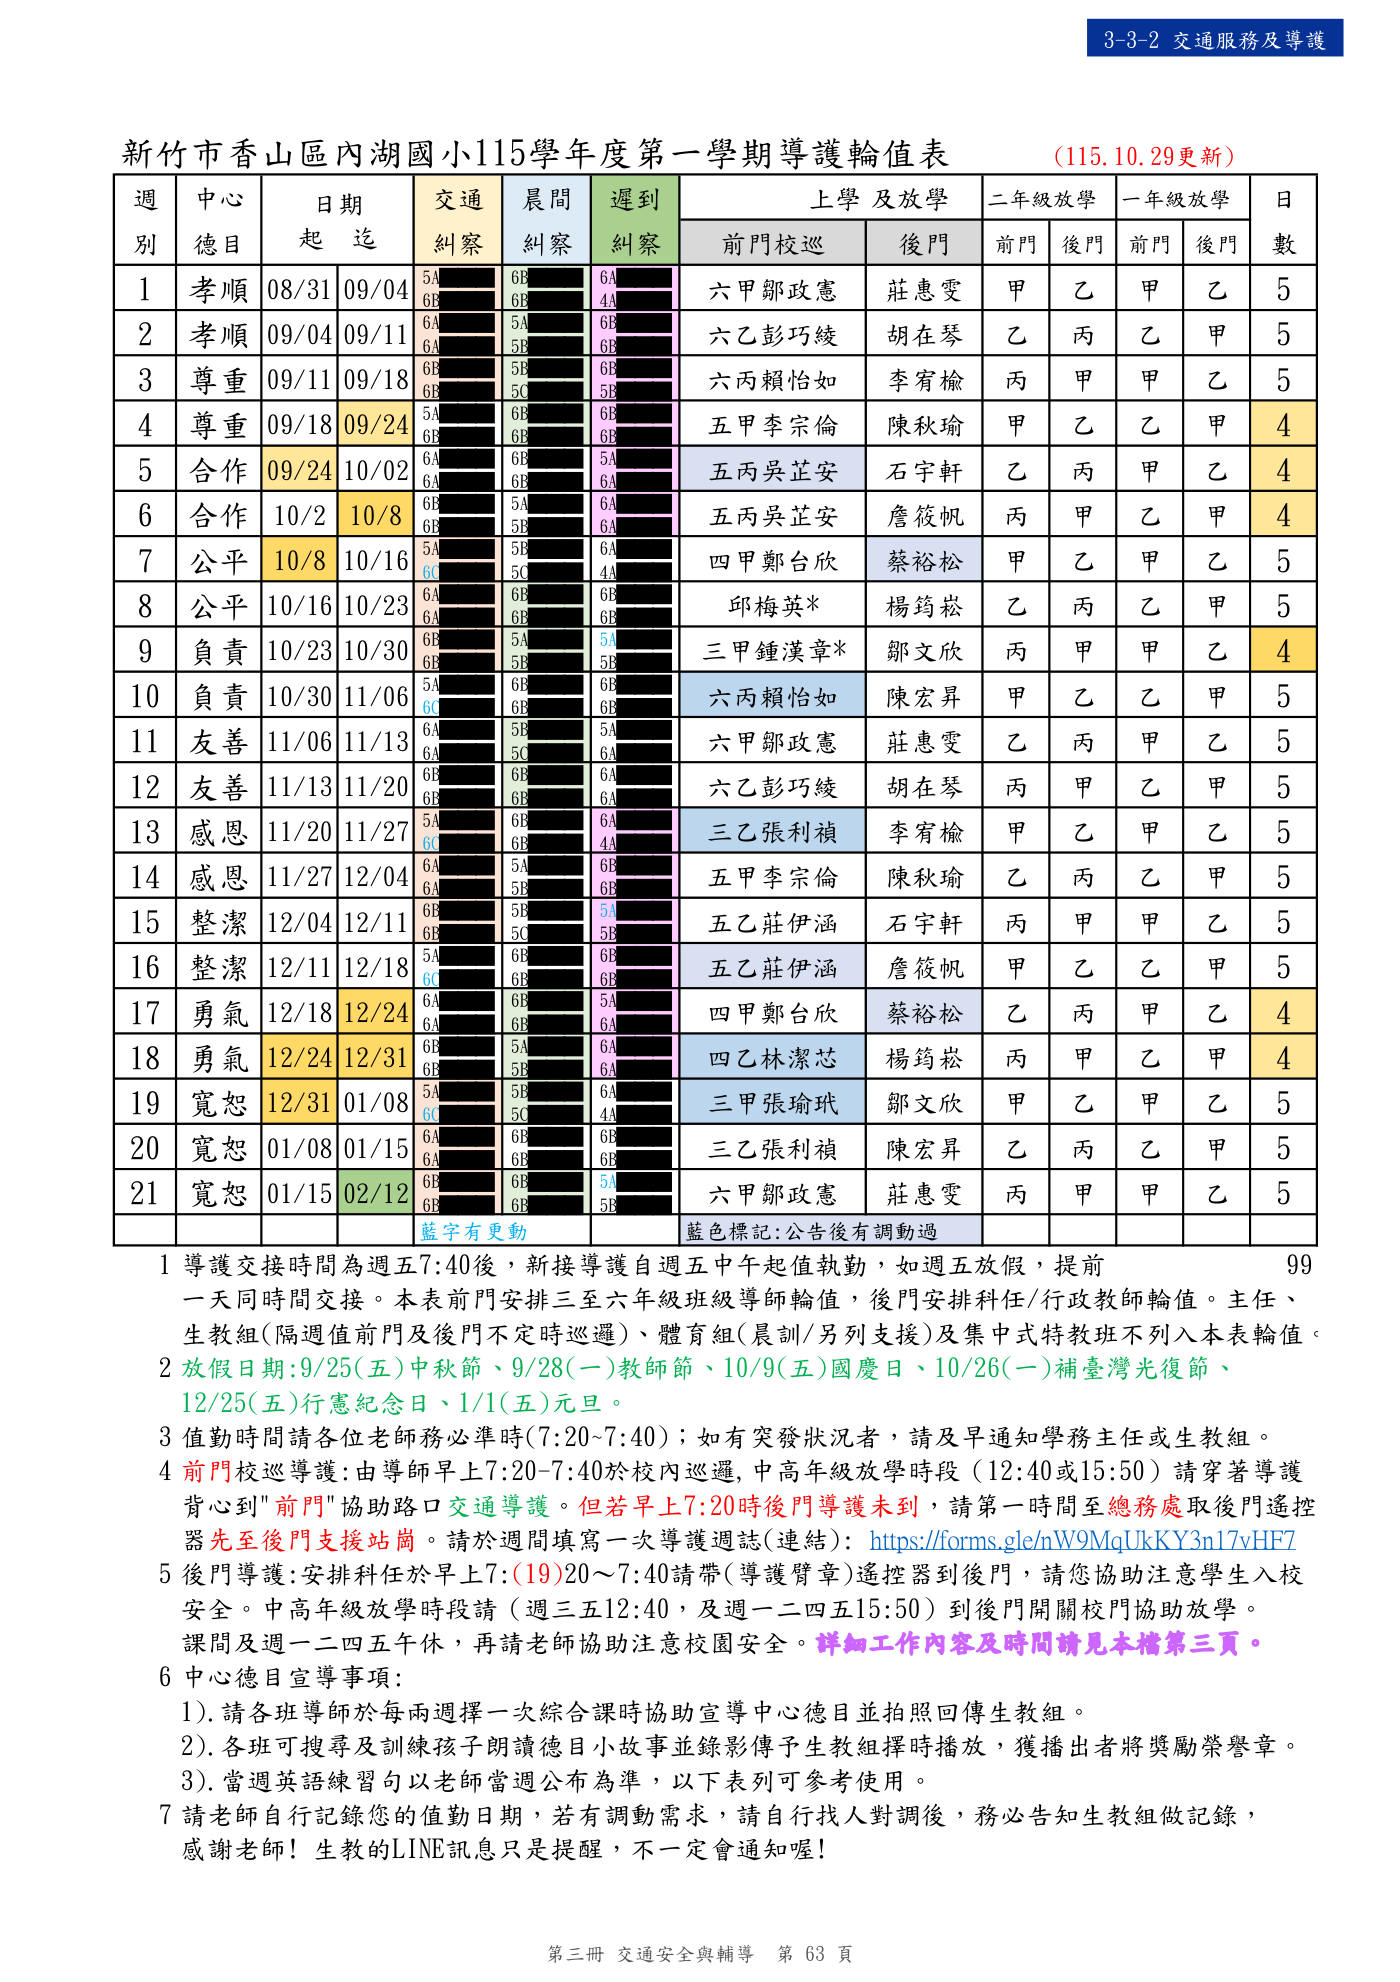 3-3-2 交通服務及導護
新竹市香山區內湖國小115學年度第一學期導護輪值表 (115.10.29更新)
週 中心 日期 交通 晨間 遲到 上學 及放學 二年級放學 一年級放學 日
別 德目 起 迄 糾察 糾察 糾察 前門校巡 後門 前門 後門 前門 後門 數
1 孝順 08/31 09/04 5A 6B 6B 6B 6A 4A 六甲鄒政憲 莊惠雯 甲 乙 甲 乙 5
2 孝順 09/04 09/11 6A 6A 5A 5B 6B 6B 六乙彭巧綾 胡在琴 乙 丙 乙 甲 5
3 尊重 09/11 09/18 6B 6B 5B 5C 6B 5B 六丙賴怡如 李宥榆 丙 甲 甲 乙 5
4 尊重 09/18 09/24 5A 6B 6B 6B 6B 6B 五甲李宗倫 陳秋瑜 甲 乙 乙 甲 4
5 合作 09/24 10/02 6A 6A 6B 6B 5A 6A 五丙吳芷安 石宇軒 乙 丙 甲 乙 4
6 合作 10/2 10/8 6B 6B 5A 5B 6A 6A 五丙吳芷安 詹筱帆 丙 甲 乙 甲 4
7 公平 10/8 10/16 5A 6C 5B 5C 6A 4A 四甲鄭台欣 蔡裕松 甲 乙 甲 乙 5
8 公平 10/16 10/23 6A 6A 6B 6B 6B 6B 邱梅英* 楊筠崧 乙 丙 乙 甲 5
9 負責 10/23 10/30 6B 6B 5A 5B 5A 5B 三甲鍾漢章* 鄒文欣 丙 甲 甲 乙 4
10 負責 10/30 11/06 5A 6C 6B 6B 6B 6B 六丙賴怡如 陳宏昇 甲 乙 乙 甲 5
11 友善 11/06 11/13 6A 6A 5B 5C 5A 6A 六甲鄒政憲 莊惠雯 乙 丙 甲 乙 5
12 友善 11/13 11/20 6B 6B 6B 6B 6A 6A 六乙彭巧綾 胡在琴 丙 甲 乙 甲 5
13 感恩 11/20 11/27 5A 6C 6B 6B 6A 4A 三乙張利禎 李宥榆 甲 乙 甲 乙 5
14 感恩 11/27 12/04 6A 6A 5A 5B 6B 6B 五甲李宗倫 陳秋瑜 乙 丙 乙 甲 5
15 整潔 12/04 12/11 6B 6B 5B 5C 5A 5B 五乙莊伊涵 石宇軒 丙 甲 甲 乙 5
16 整潔 12/11 12/18 5A 6C 6B 6B 6B 6B 五乙莊伊涵 詹筱帆 甲 乙 乙 甲 5
17 勇氣 12/18 12/24 6A 6A 6B 6B 5A 6A 四甲鄭台欣 蔡裕松 乙 丙 甲 乙 4
18 勇氣 12/24 12/31 6B 6B 5A 5B 6A 6A 四乙林潔芯 楊筠崧 丙 甲 乙 甲 4
19 寬恕 12/31 01/08 5A 6C 5B 5C 6A 4A 三甲張瑜玳 鄒文欣 甲 乙 甲 乙 5
20 寬恕 01/08 01/15 6A 6A 6B 6B 6B 6B 三乙張利禎 陳宏昇 乙 丙 乙 甲 5
21 寬恕 01/15 02/12 6B 6B 6B 6B 5A 5B 六甲鄒政憲 莊惠雯 丙 甲 甲 乙 5
藍字有更動 藍色標記:公告後有調動過
1 導護交接時間為週五7:40後，新接導護自週五中午起值執勤，如週五放假，提前 99
一天同時間交接。本表前門安排三至六年級班級導師輪值，後門安排科任/行政教師輪值。主任、
生教組(隔週值前門及後門不定時巡邏)、體育組(晨訓/另列支援)及集中式特教班不列入本表輪值。
2 放假日期:9/25(五)中秋節、9/28(一)教師節、10/9(五)國慶日、10/26(一)補臺灣光復節、
12/25(五)行憲紀念日、1/1(五)元旦。
3 值勤時間請各位老師務必準時(7:20~7:40)；如有突發狀況者，請及早通知學務主任或生教組。
4 前門校巡導護:由導師早上7:20-7:40於校內巡邏,中高年級放學時段（12:40或15:50）請穿著導護
背心到"前門"協助路口交通導護。但若早上7:20時後門導護未到，請第一時間至總務處取後門遙控
器先至後門支援站崗。請於週間填寫一次導護週誌(連結): https://forms.gle/nW9MqUkKY3n17vHF7
5 後門導護:安排科任於早上7:(19)20～7:40請帶(導護臂章)遙控器到後門，請您協助注意學生入校
安全。中高年級放學時段請（週三五12:40，及週一二四五15:50）到後門開關校門協助放學。
課間及週一二四五午休，再請老師協助注意校園安全。詳細工作內容及時間請見本檔第三頁。
6 中心德目宣導事項:
1).請各班導師於每兩週擇一次綜合課時協助宣導中心德目並拍照回傳生教組。
2).各班可搜尋及訓練孩子朗讀德目小故事並錄影傳予生教組擇時播放，獲播出者將獎勵榮譽章。
3).當週英語練習句以老師當週公布為準，以下表列可參考使用。
7 請老師自行記錄您的值勤日期，若有調動需求，請自行找人對調後，務必告知生教組做記錄，
感謝老師! 生教的LINE訊息只是提醒，不一定會通知喔!
第三冊 交通安全與輔導 第 63 頁